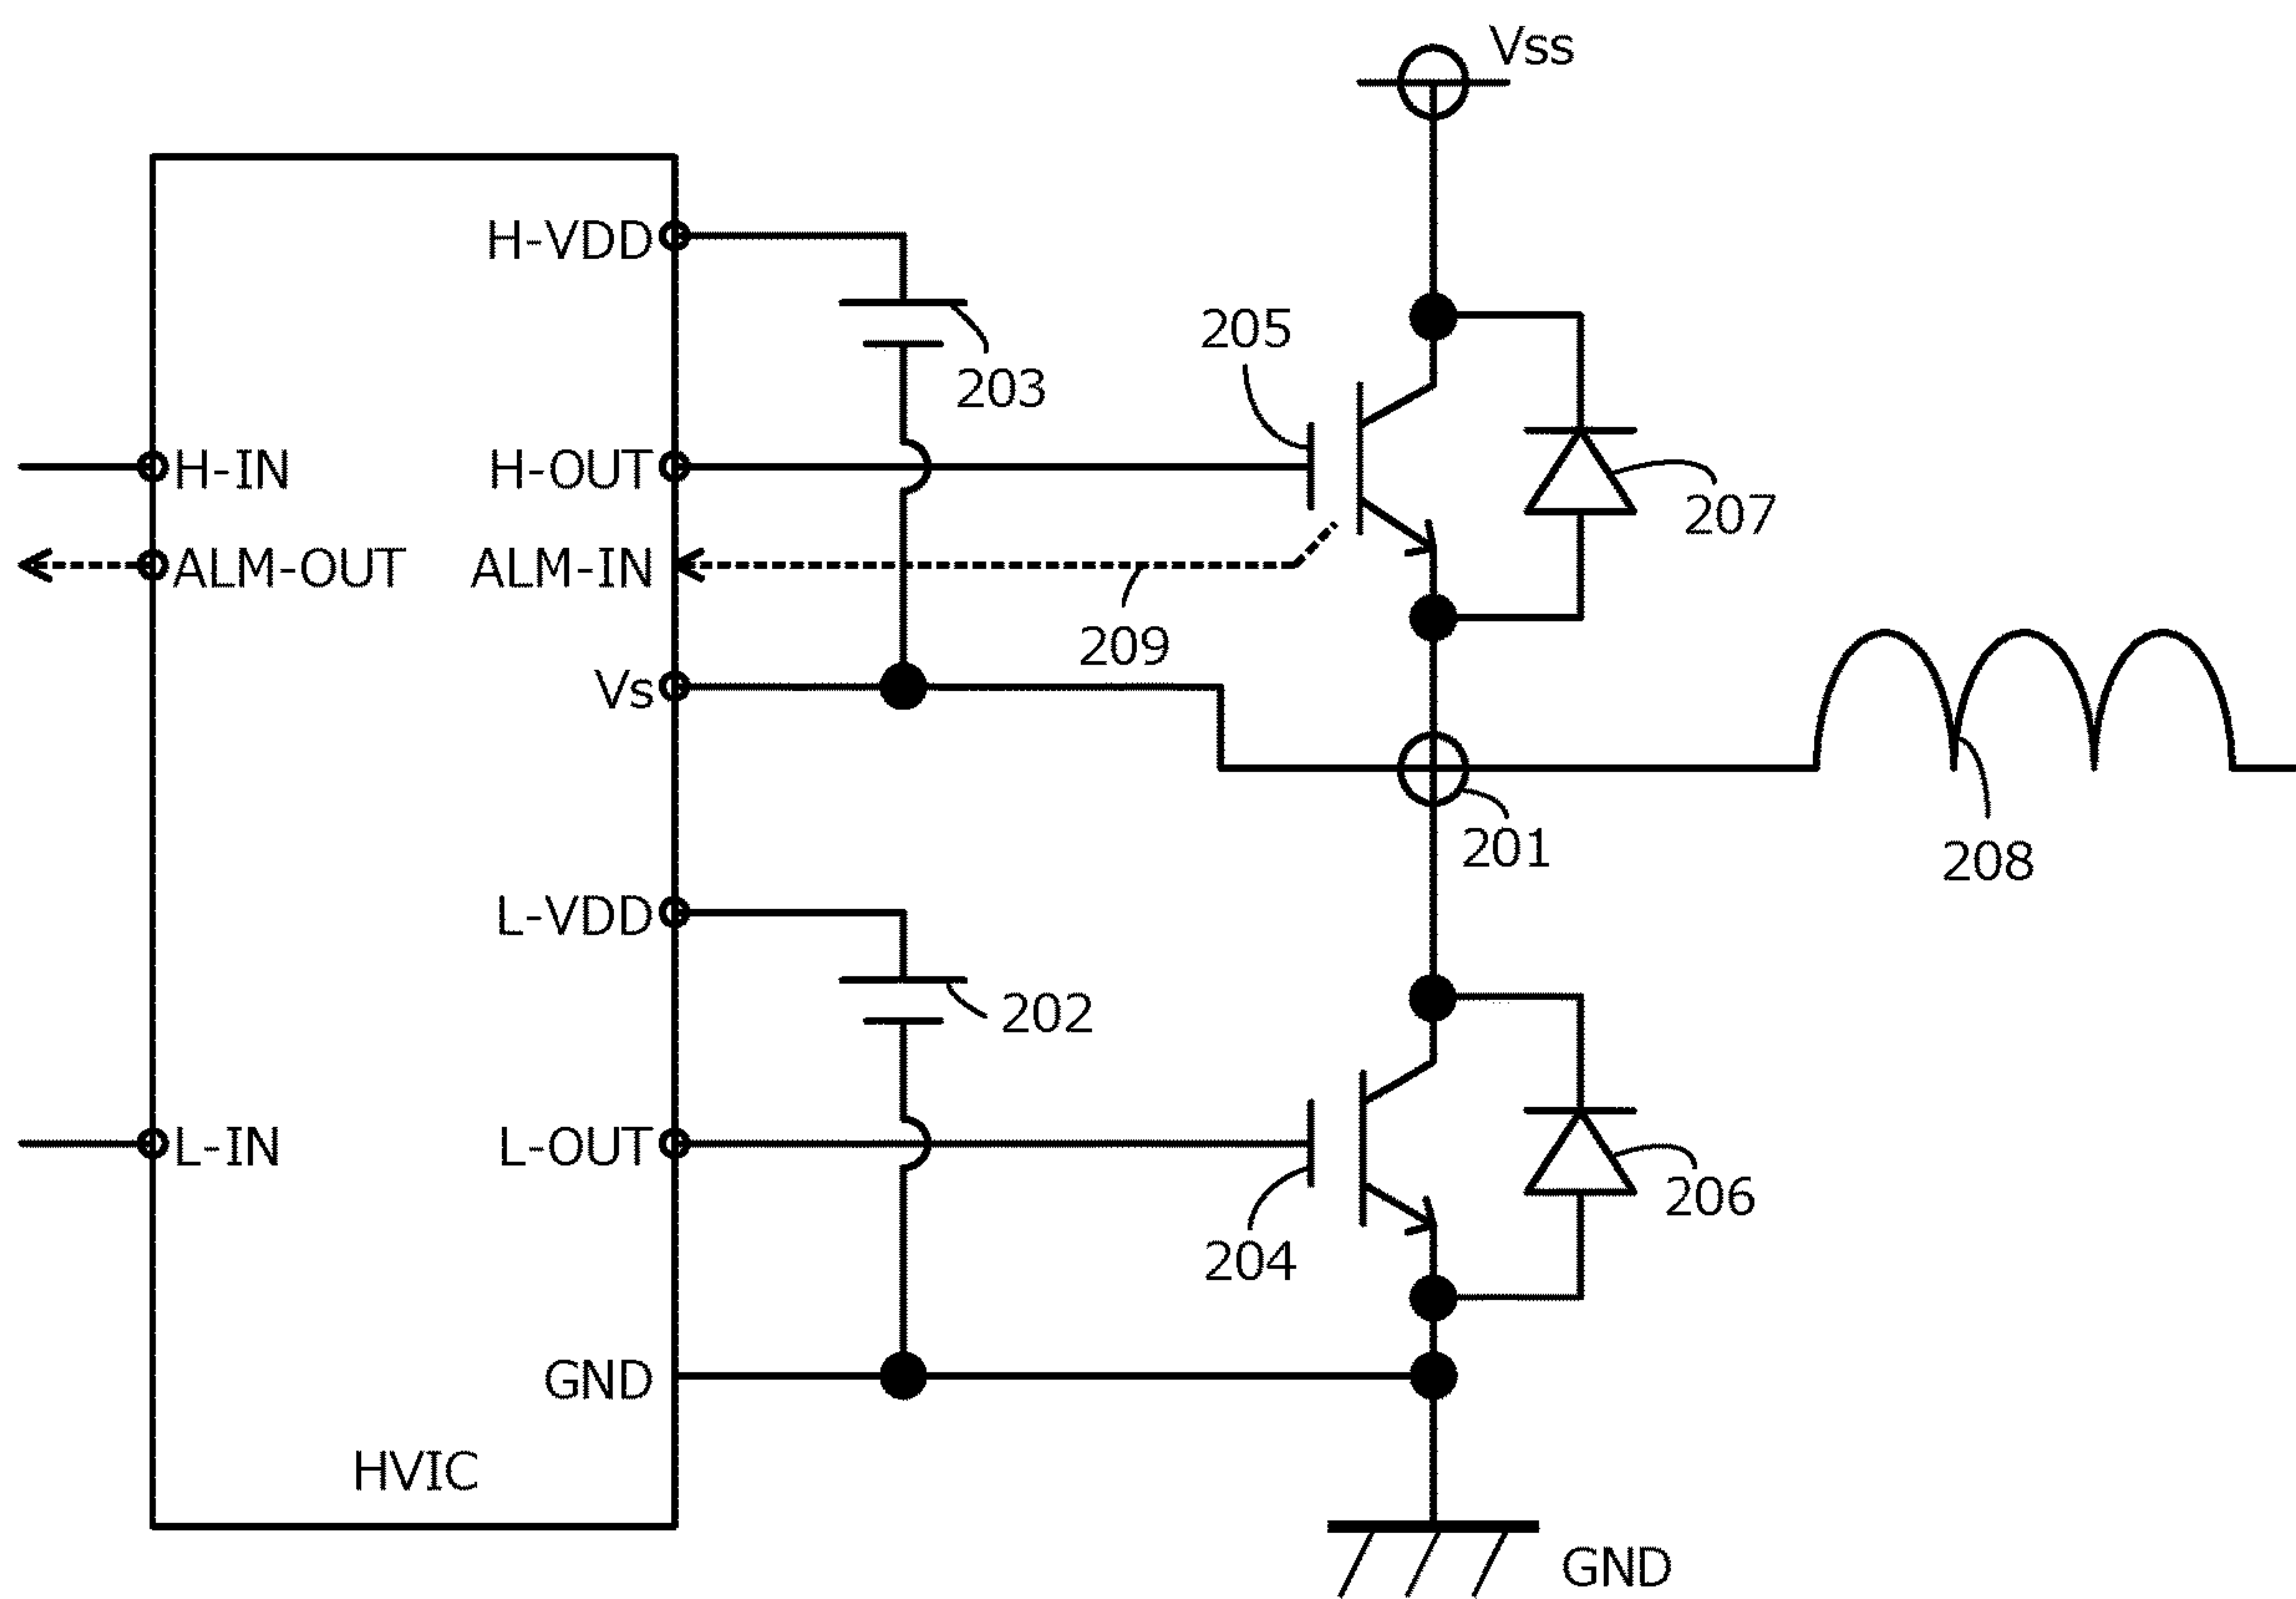 Vss
H-VDD
205
203
H-IN
H-OUT
207
ALM-OUT
ALM-IN
209
Vs
201
208
L-VDD
202
L-IN
L-OUT
206
204
GND
HVIC
GND